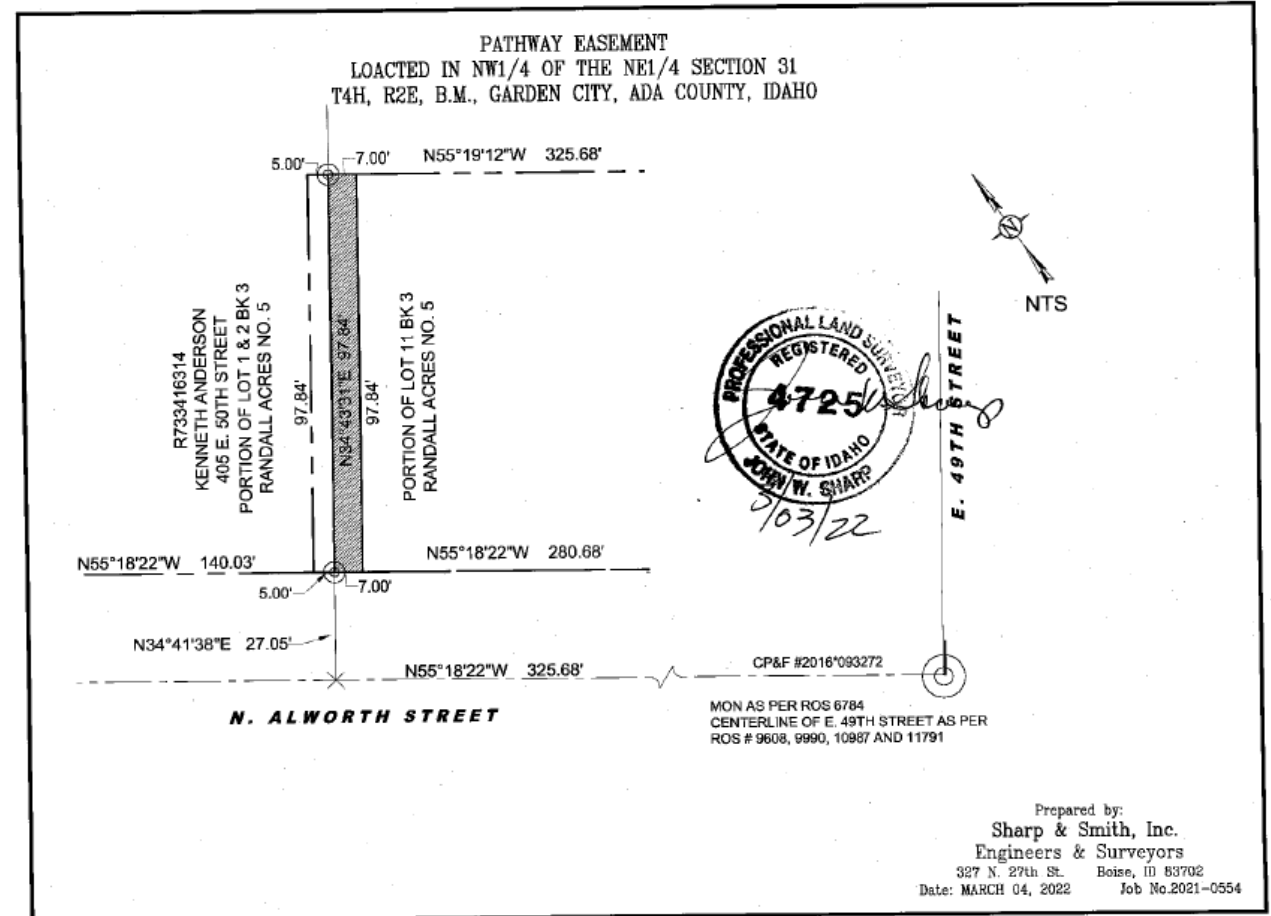 PATHWAY EASEMENT
LOACTED IN NW1/4 OF THE NE1/4 SECTION 31
T4H, R2E, B.M., GARDEN CITY, ADA COUNTY, IDAHO
5.00'
7.00'
N55°19'12"W 325.68'
R733416314
KENNETH ANDERSON
405 E. 50TH STREET
PORTION OF LOT 1 & 2 BK 3
RANDALL ACRES NO. 5
97.84'
N34°43'31"E 97.84'
97.84'
PORTION OF LOT 11 BK 3
RANDALL ACRES NO. 5
N
NTS
PROFESSIONAL LAND SURVEYOR
REGISTERED
4725
STATE OF IDAHO
JOHN W. SHARP
3/03/22
E. 49TH STREET
N55°18'22"W 140.03'
N55°18'22"W 280.68'
5.00'
7.00'
N34°41'38"E 27.05'
N55°18'22"W 325.68'
CP&F #2016*093272
N. ALWORTH STREET
MON AS PER ROS 6784
CENTERLINE OF E. 49TH STREET AS PER
ROS # 9608, 9990, 10987 AND 11791
Prepared by:
Sharp & Smith, Inc.
Engineers & Surveyors
327 N. 27th St. Boise, ID 83702
Date: MARCH 04, 2022 Job No.2021-0554